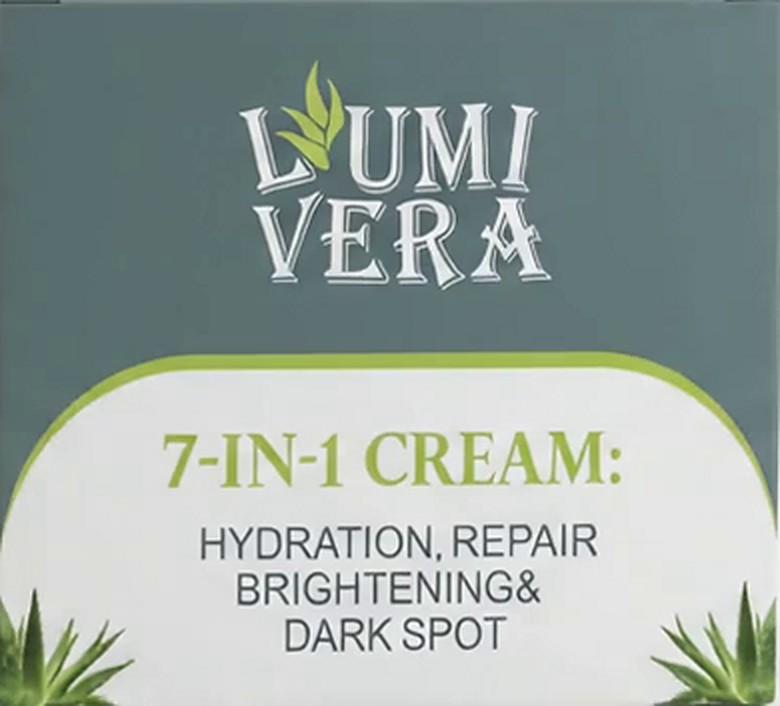 LUMI
VERA
7-IN-1 CREAM:
HYDRATION, REPAIR
BRIGHTENING&
DARK SPOT